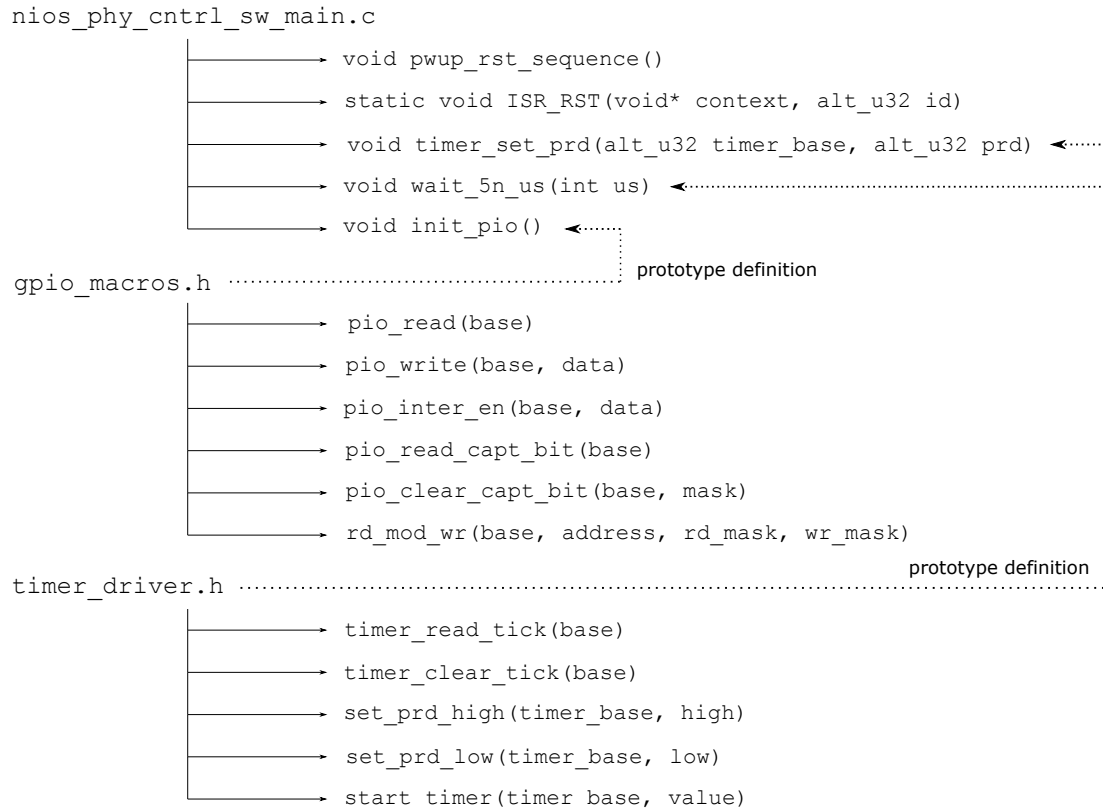 nios_phy_cntrl_sw_main.c
void pwup_rst_sequence()
static void ISR_RST(void* context, alt_u32 id)
void timer_set_prd(alt_u32 timer_base, alt_u32 prd)
void wait_5n_us(int us)
void init_pio()
prototype definition
gpio_macros.h
pio_read(base)
pio_write(base, data)
pio_inter_en(base, data)
pio_read_capt_bit(base)
pio_clear_capt_bit(base, mask)
rd_mod_wr(base, address, rd_mask, wr_mask)
prototype definition
timer_driver.h
timer_read_tick(base)
timer_clear_tick(base)
set_prd_high(timer_base, high)
set_prd_low(timer_base, low)
start timer(timer base, value)